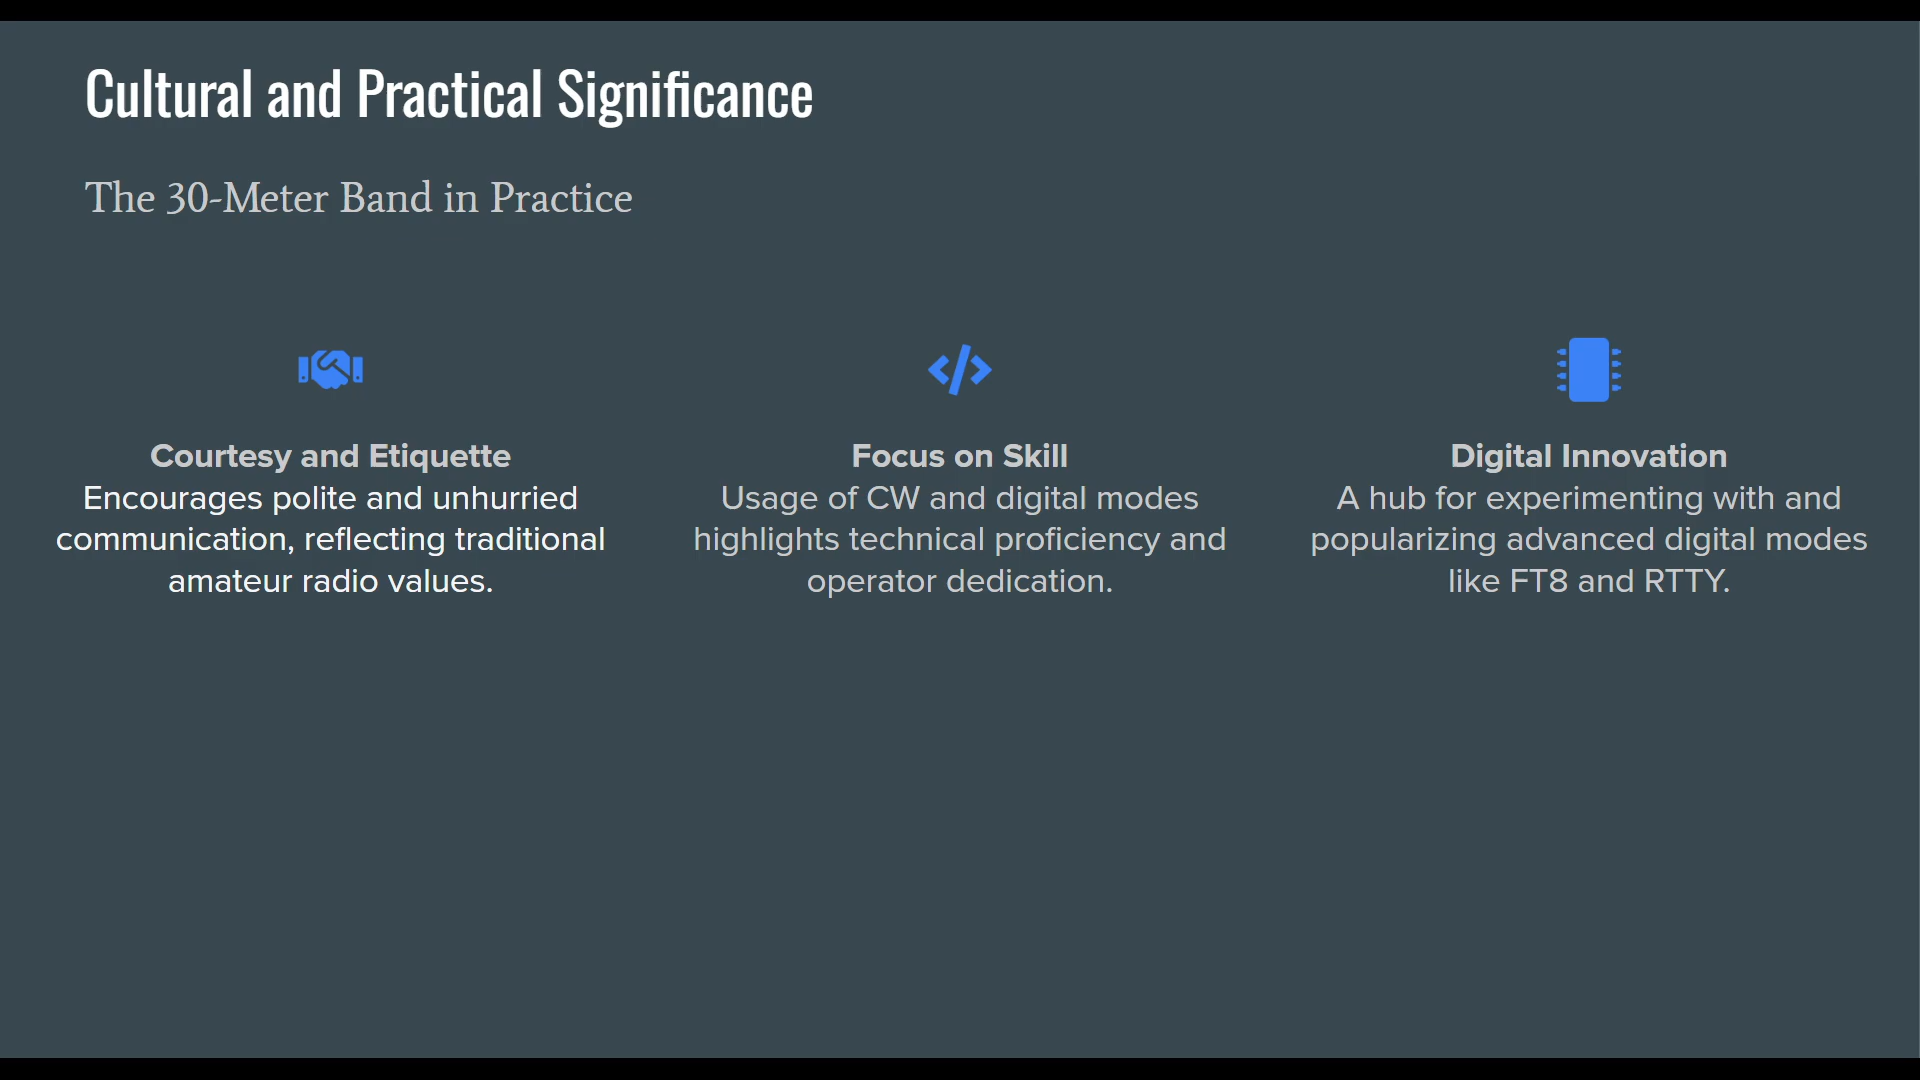 Cultural and Practical Significance
The 30-Meter Band in Practice
Courtesy and Etiquette
Encourages polite and unhurried
communication, reflecting traditional
amateur radio values.
Focus on Skill
Usage of CW and digital modes
highlights technical proficiency and
operator dedication.
Digital Innovation
A hub for experimenting with and
popularizing advanced digital modes
like FT8 and RTTY.